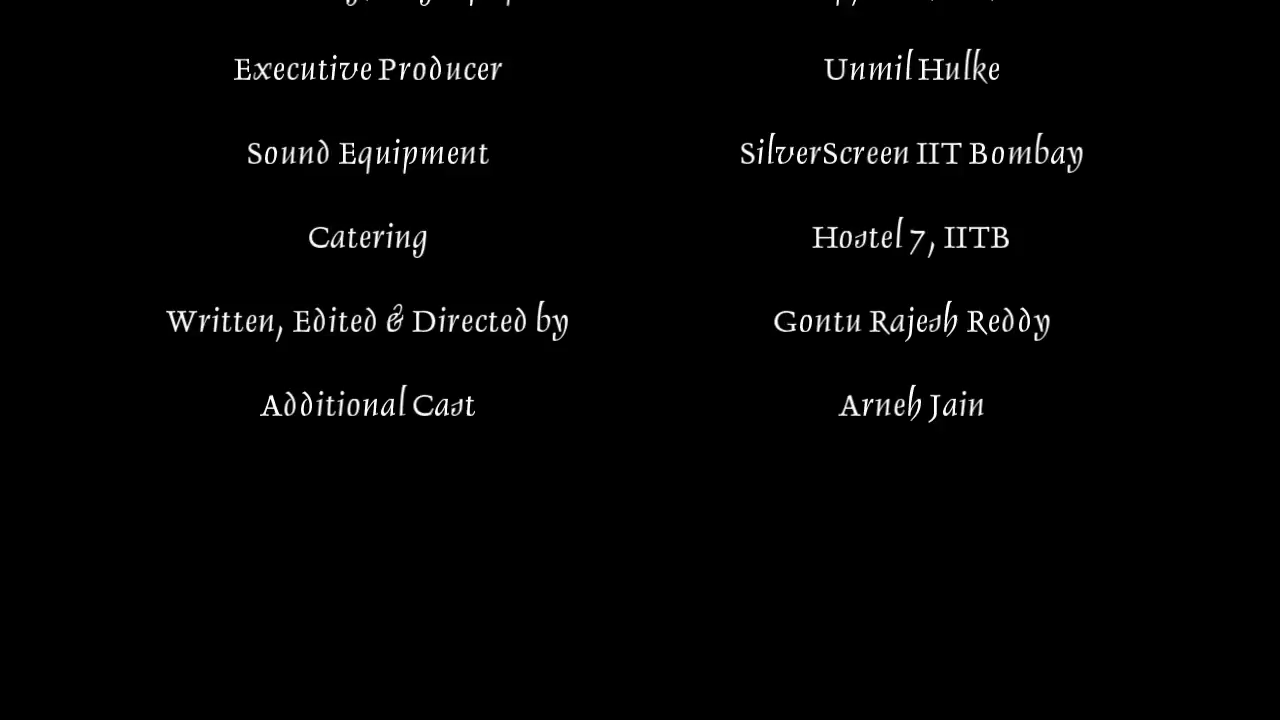 Executive Producer Unmil Hulke
Sound Equipment SilverScreen IIT Bombay
Catering Hostel 7, IITB
Written, Edited & Directed by Gontu Rajesh Reddy
Additional Cast Arneh Jain